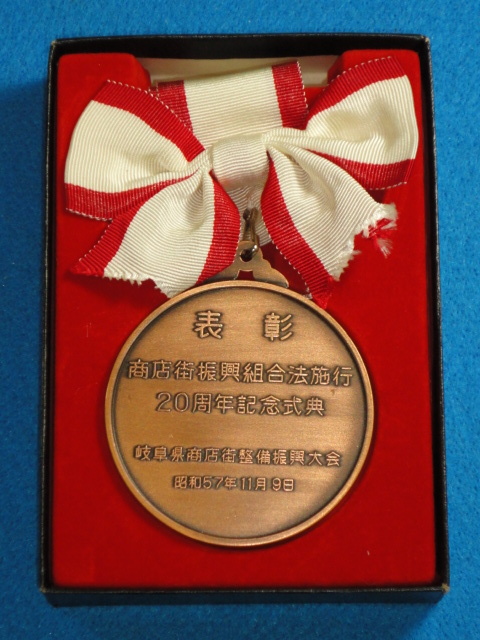 表彰
商店街振興組合法施行
20周年記念式典
岐阜県商店街整備振興大会
昭和57年11月9日